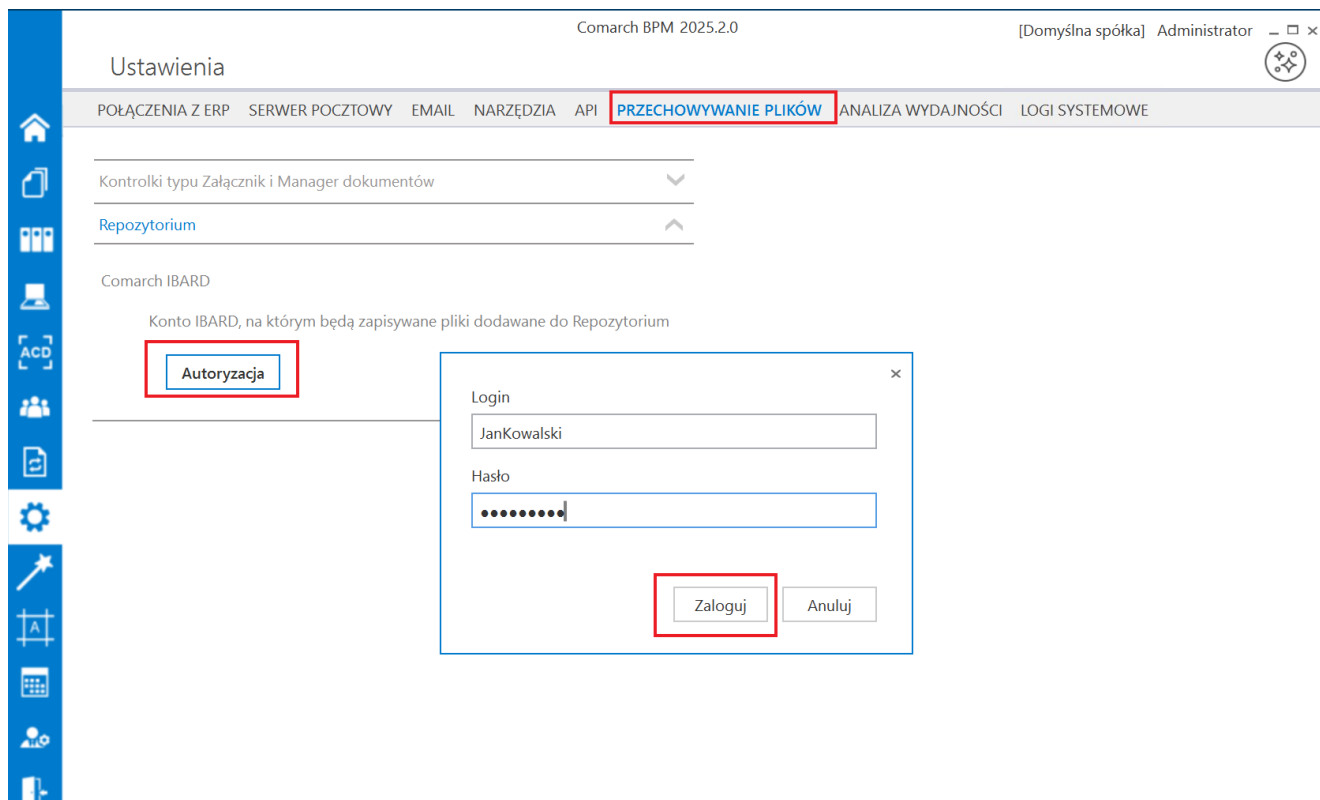 Comarch BPM 2025.2.0
[Domyślna spółka] Administrator
Ustawienia
POŁĄCZENIA Z ERP SERWER POCZTOWY EMAIL NARZĘDZIA API PRZECHOWYWANIE PLIKÓW ANALIZA WYDAJNOŚCI LOGI SYSTEMOWE
Kontrolki typu Załącznik i Manager dokumentów
Repozytorium
Comarch IBARD
Konto IBARD, na którym będą zapisywane pliki dodawane do Repozytorium
ACD
Autoryzacja
Login
JanKowalski
Hasło
•••••••••
Zaloguj Anuluj
A